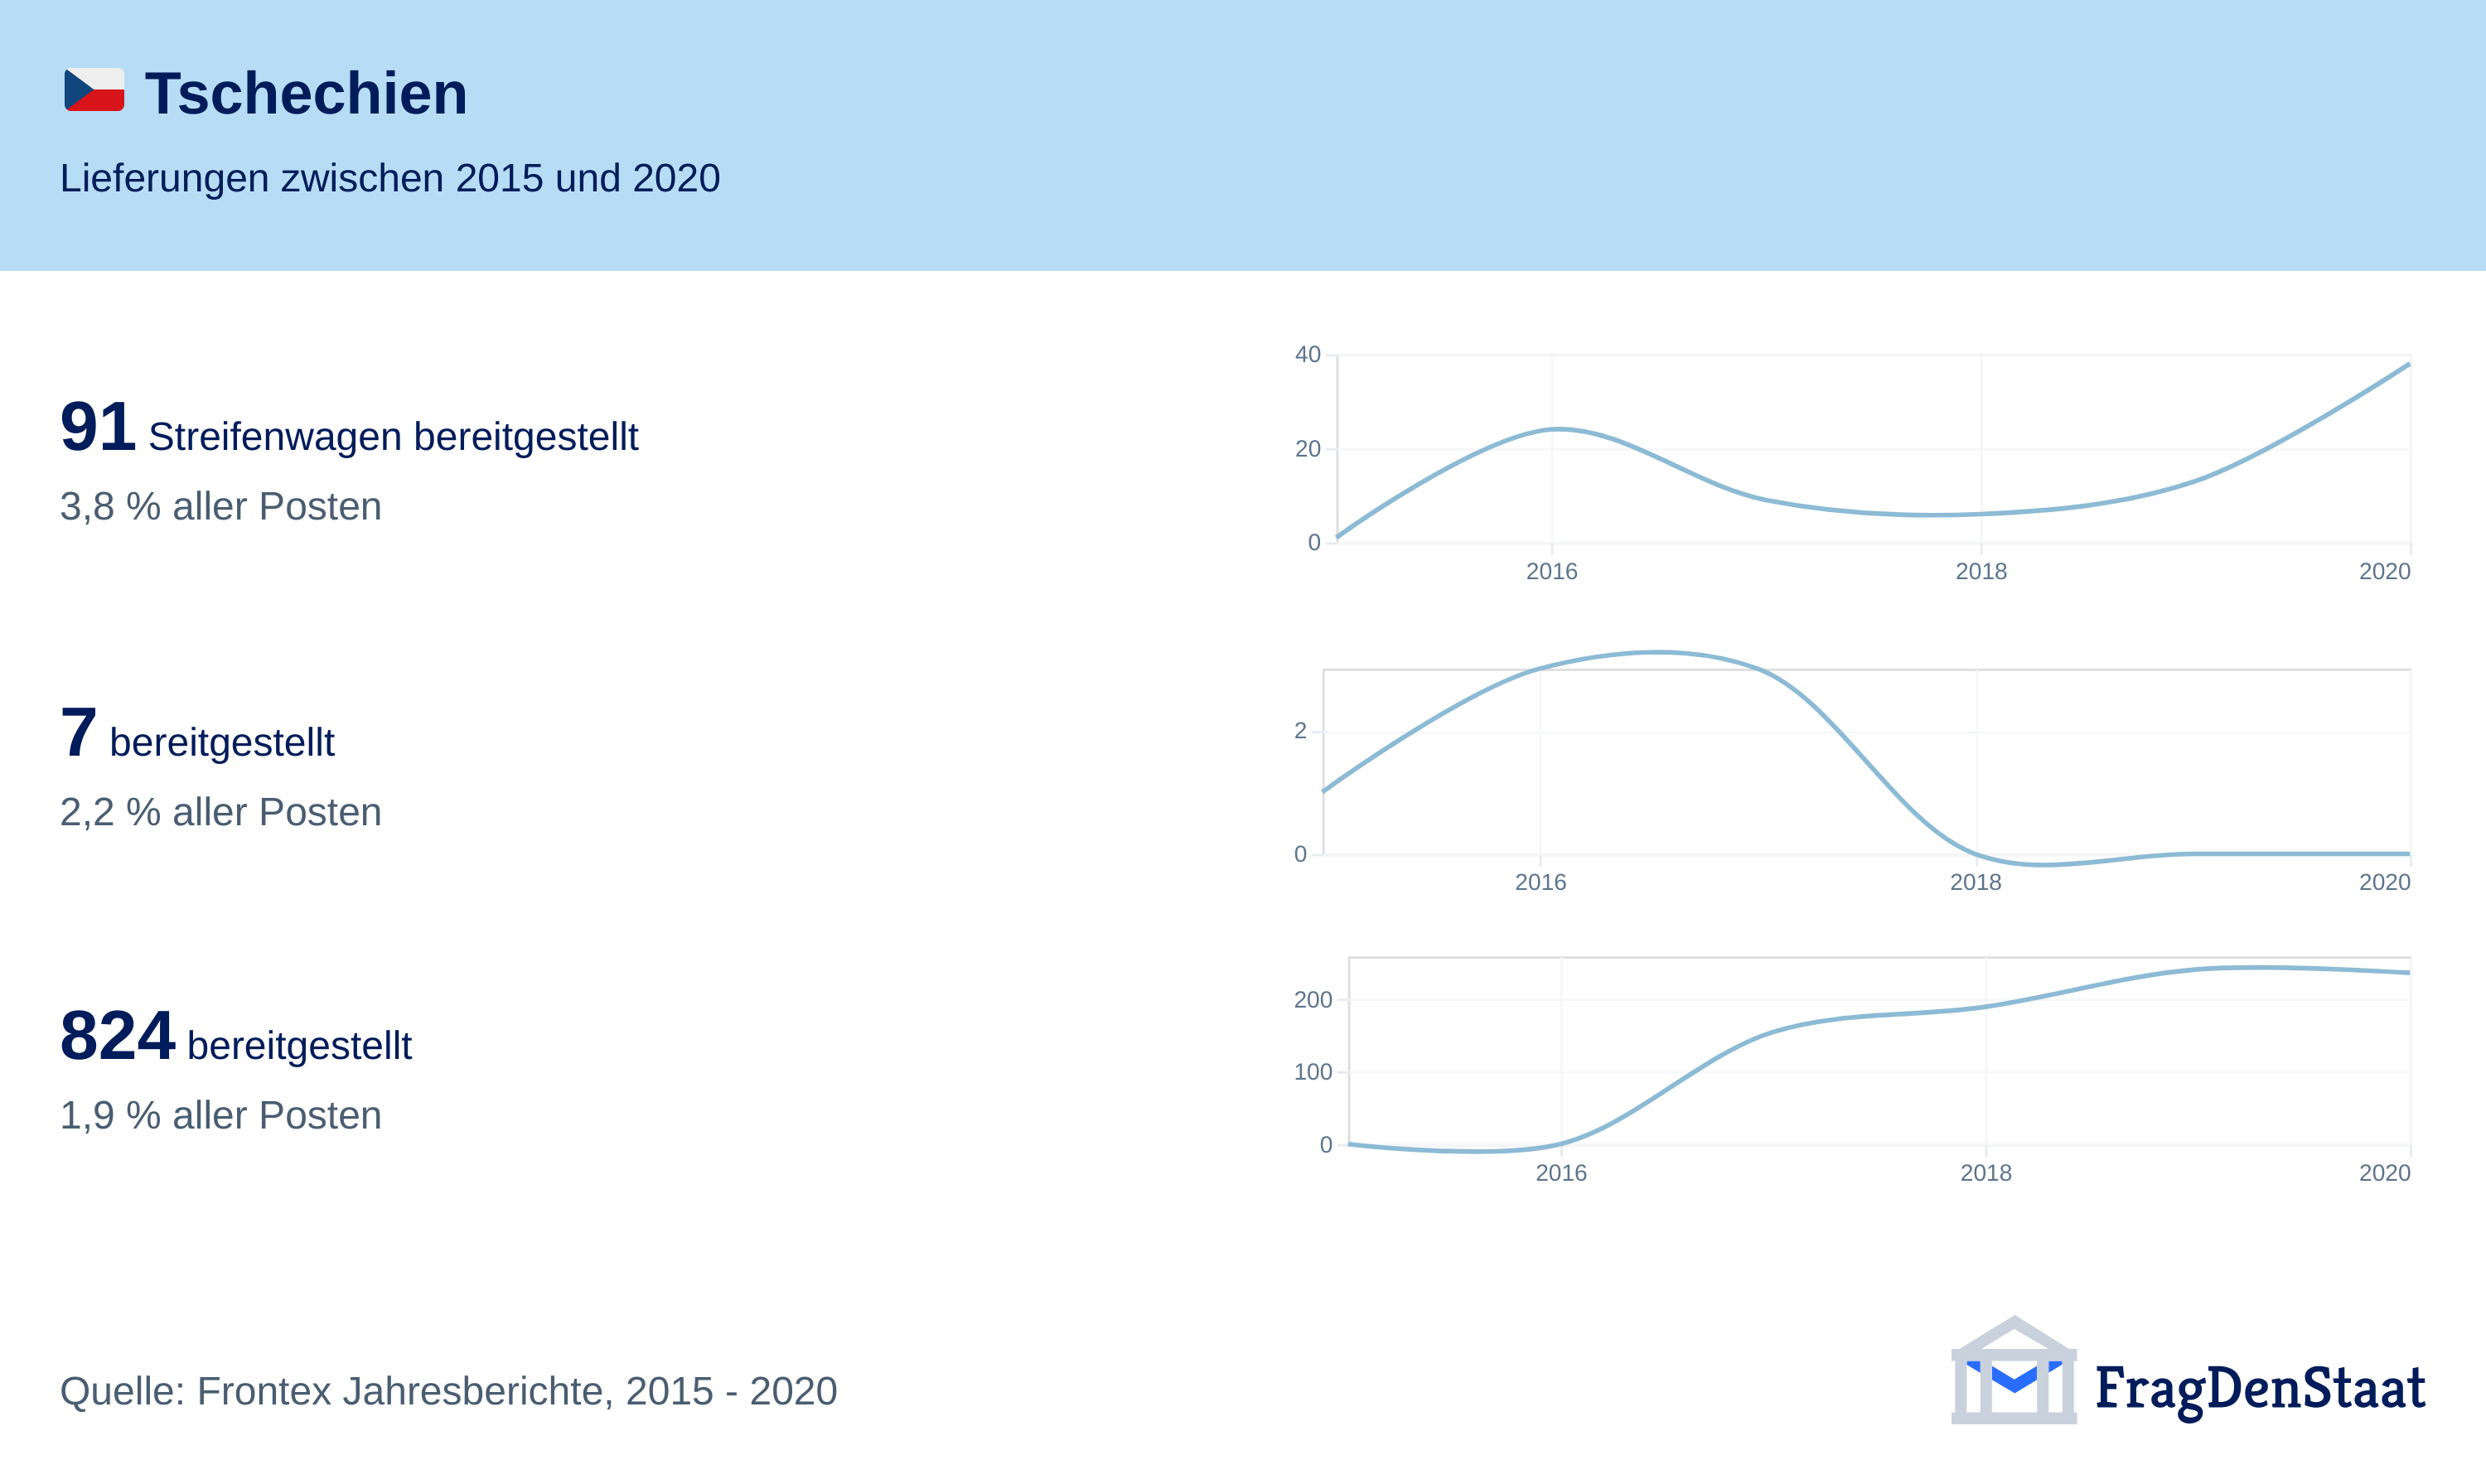 Tschechien
Lieferungen zwischen 2015 und 2020
91 Streifenwagen bereitgestellt
3,8 % aller Posten
40
20
0
2016 2018 2020
7 bereitgestellt
2,2 % aller Posten
2
0
2016 2018 2020
824 bereitgestellt
1,9 % aller Posten
200
100
0
2016 2018 2020
Quelle: Frontex Jahresberichte, 2015 - 2020
FragDenStaat